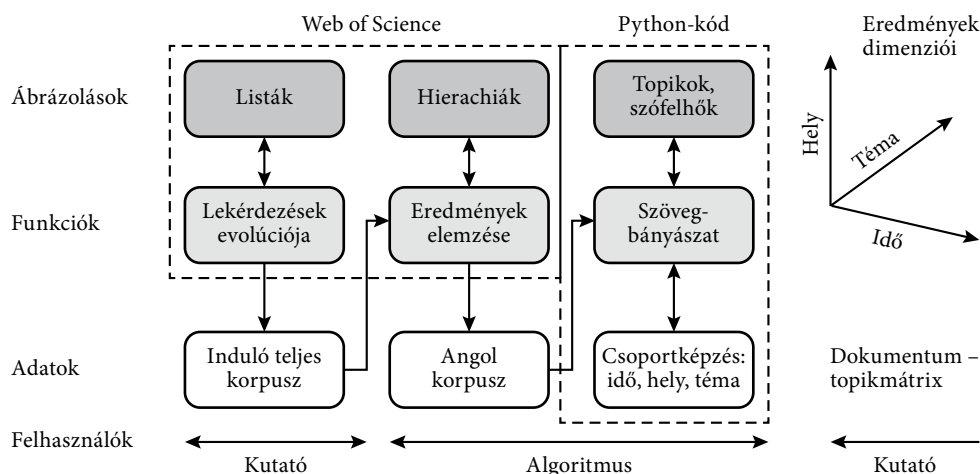 Web of Science
Python-kód
Eredmények
dimenziói
Ábrázolások
Listák
Hierachiák
Topikok,
szófelhők
Hely
Téma
Idő
Funkciók
Lekérdezések
evolúciója
Eredmények
elemzése
Szöveg-
bányászat
Adatok
Induló teljes
korpusz
Angol
korpusz
Csoportképzés:
idő, hely, téma
Dokumentum –
topikmátrix
Felhasználók
Kutató
Algoritmus
Kutató